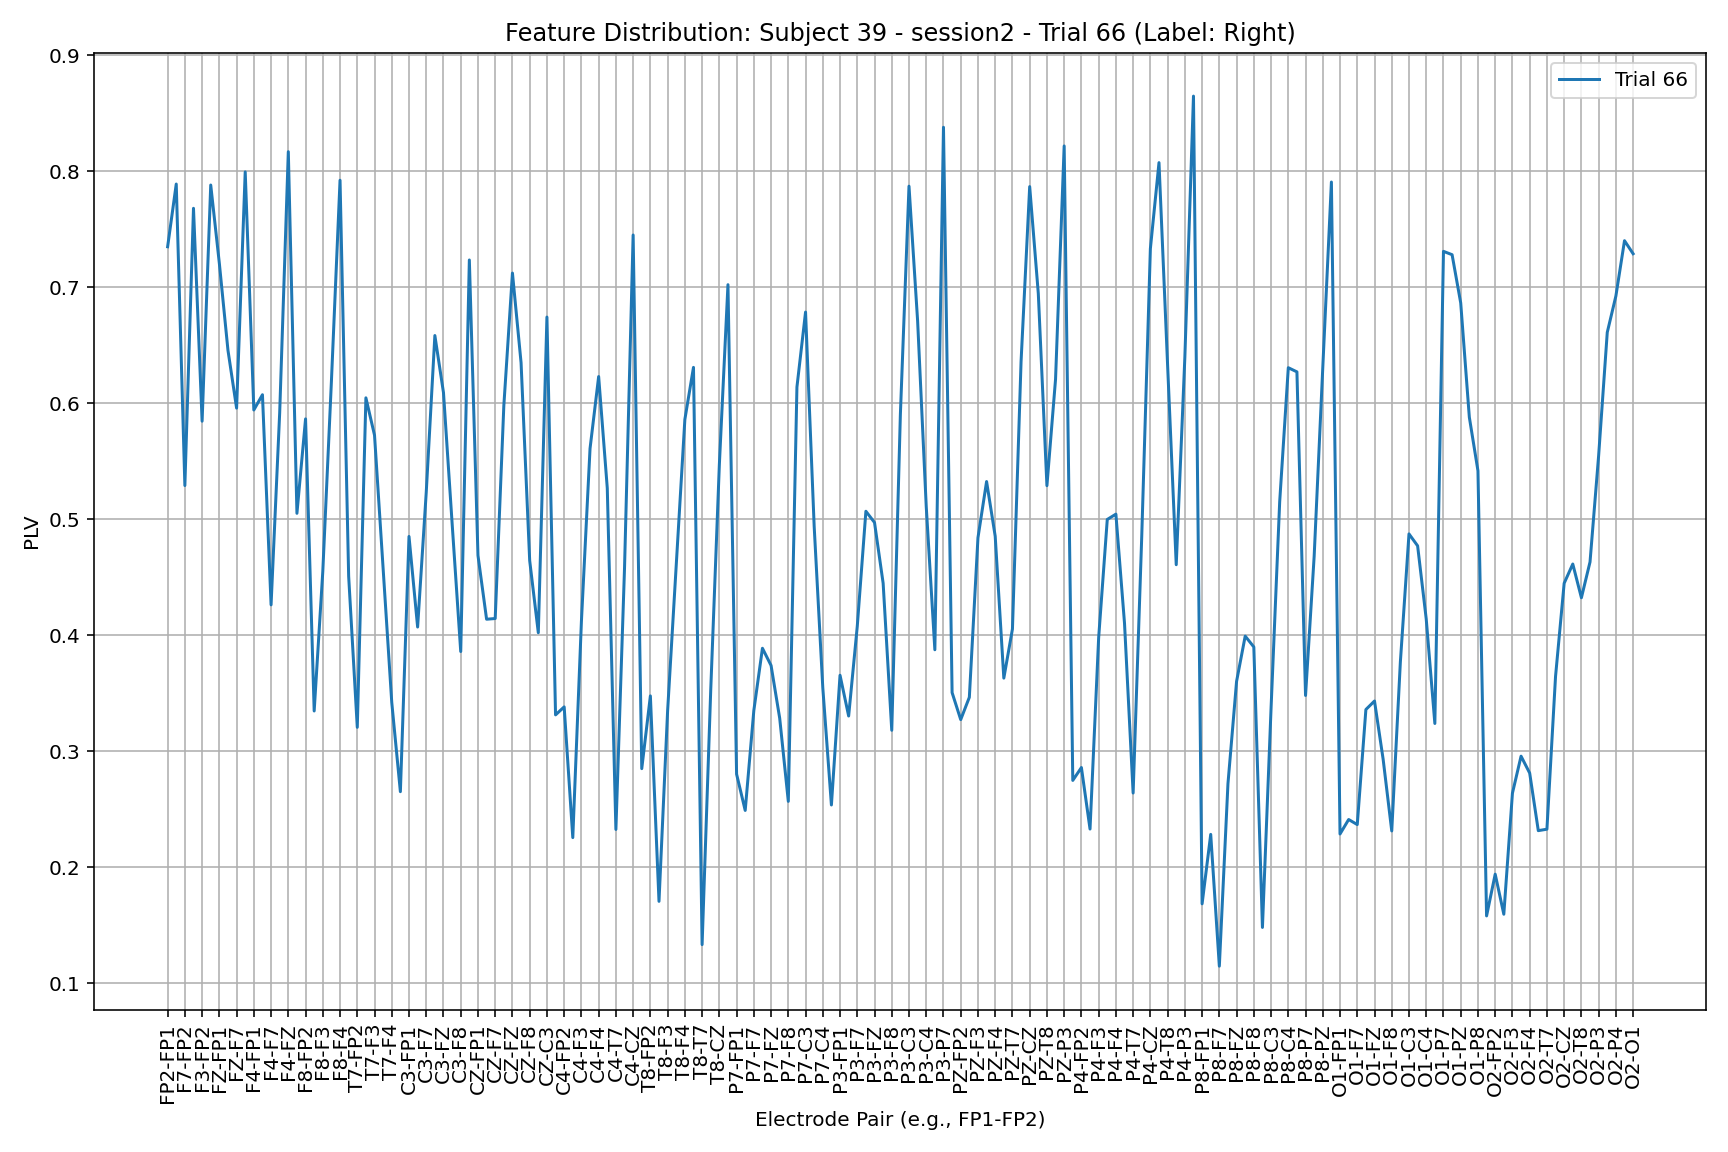 Feature Distribution: Subject 39 - session2 - Trial 66 (Label: Right)
Trial 66
PLV
0.9
0.8
0.7
0.6
0.5
0.4
0.3
0.2
0.1
FP2-FP1
F7-FP2
F3-FP2
FZ-FP1
FZ-F7
F4-FP1
F4-F7
F4-FZ
F8-FP2
F8-F3
F8-F4
T7-FP2
T7-F3
T7-F4
C3-FP1
C3-F7
C3-FZ
C3-F8
CZ-FP1
CZ-F7
CZ-FZ
CZ-F8
CZ-C3
C4-FP2
C4-F3
C4-F4
C4-T7
C4-CZ
T8-FP2
T8-F3
T8-F4
T8-T7
T8-CZ
P7-FP1
P7-F7
P7-FZ
P7-F8
P7-C3
P7-C4
P3-FP1
P3-F7
P3-FZ
P3-F8
P3-C3
P3-C4
P3-P7
PZ-FP2
PZ-F3
PZ-F4
PZ-T7
PZ-CZ
PZ-T8
PZ-P3
P4-FP2
P4-F3
P4-F4
P4-T7
P4-CZ
P4-T8
P4-P3
P8-FP1
P8-F7
P8-FZ
P8-F8
P8-C3
P8-C4
P8-P7
P8-PZ
O1-FP1
O1-F7
O1-FZ
O1-F8
O1-C3
O1-C4
O1-P7
O1-PZ
O1-P8
O2-FP2
O2-F3
O2-F4
O2-T7
O2-CZ
O2-T8
O2-P3
O2-P4
O2-O1
Electrode Pair (e.g., FP1-FP2)